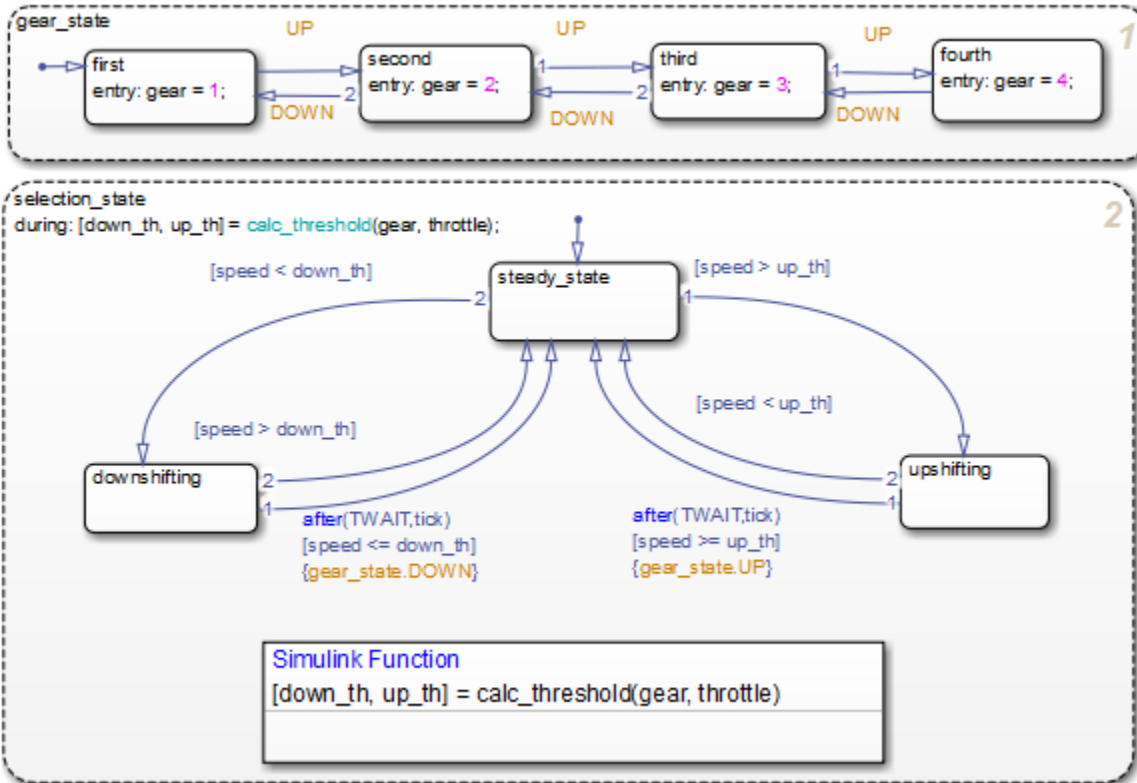 gear_state
1
UP
UP
UP
first
entry: gear = 1;
second
entry: gear = 2;
third
entry: gear = 3;
fourth
entry: gear = 4;
1
1
2
2
DOWN
DOWN
DOWN
selection_state
2
during: [down_th, up_th] = calc_threshold(gear, throttle);
[speed < down_th]
steady_state
[speed > up_th]
2
1
[speed > down_th]
[speed < up_th]
downshifting
upshifting
2
1
2
1
after(TWAIT,tick)
[speed <= down_th]
{gear_state.DOWN}
after(TWAIT,tick)
[speed >= up_th]
{gear_state.UP}
Simulink Function
[down_th, up_th] = calc_threshold(gear, throttle)